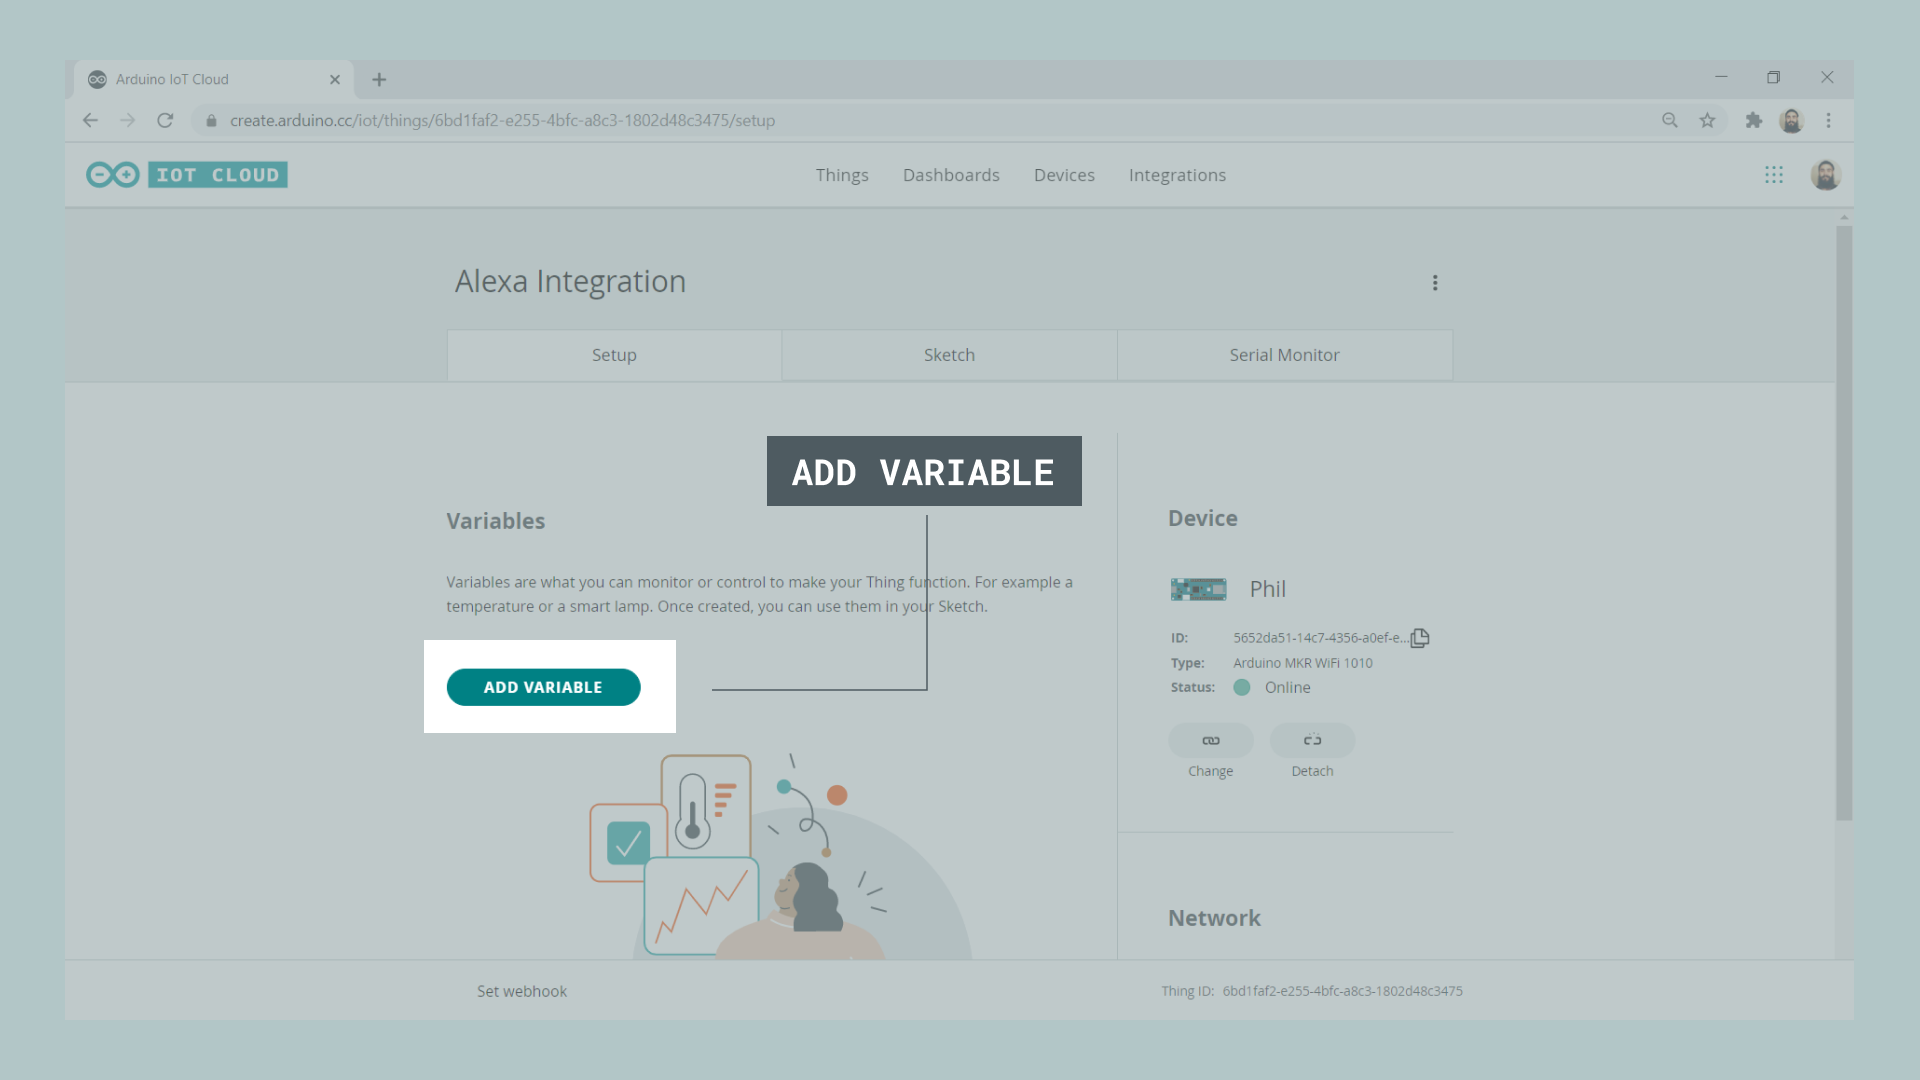 Arduino IoT Cloud
create.arduino.cc/iot/things/6bd1faf2-e255-4bfc-a8c3-1802d48c3475/setup
IOT CLOUD
Things Dashboards Devices Integrations
Alexa Integration
Setup Sketch Serial Monitor
ADD VARIABLE
Variables
Variables are what you can monitor or control to make your Thing function. For example a
temperature or a smart lamp. Once created, you can use them in your Sketch.
ADD VARIABLE
Device
Phil
ID: 5652da51-14c7-4356-a0ef-e...
Type: Arduino MKR WiFi 1010
Status: Online
Change Detach
Network
Set webhook
Thing ID: 6bd1faf2-e255-4bfc-a8c3-1802d48c3475